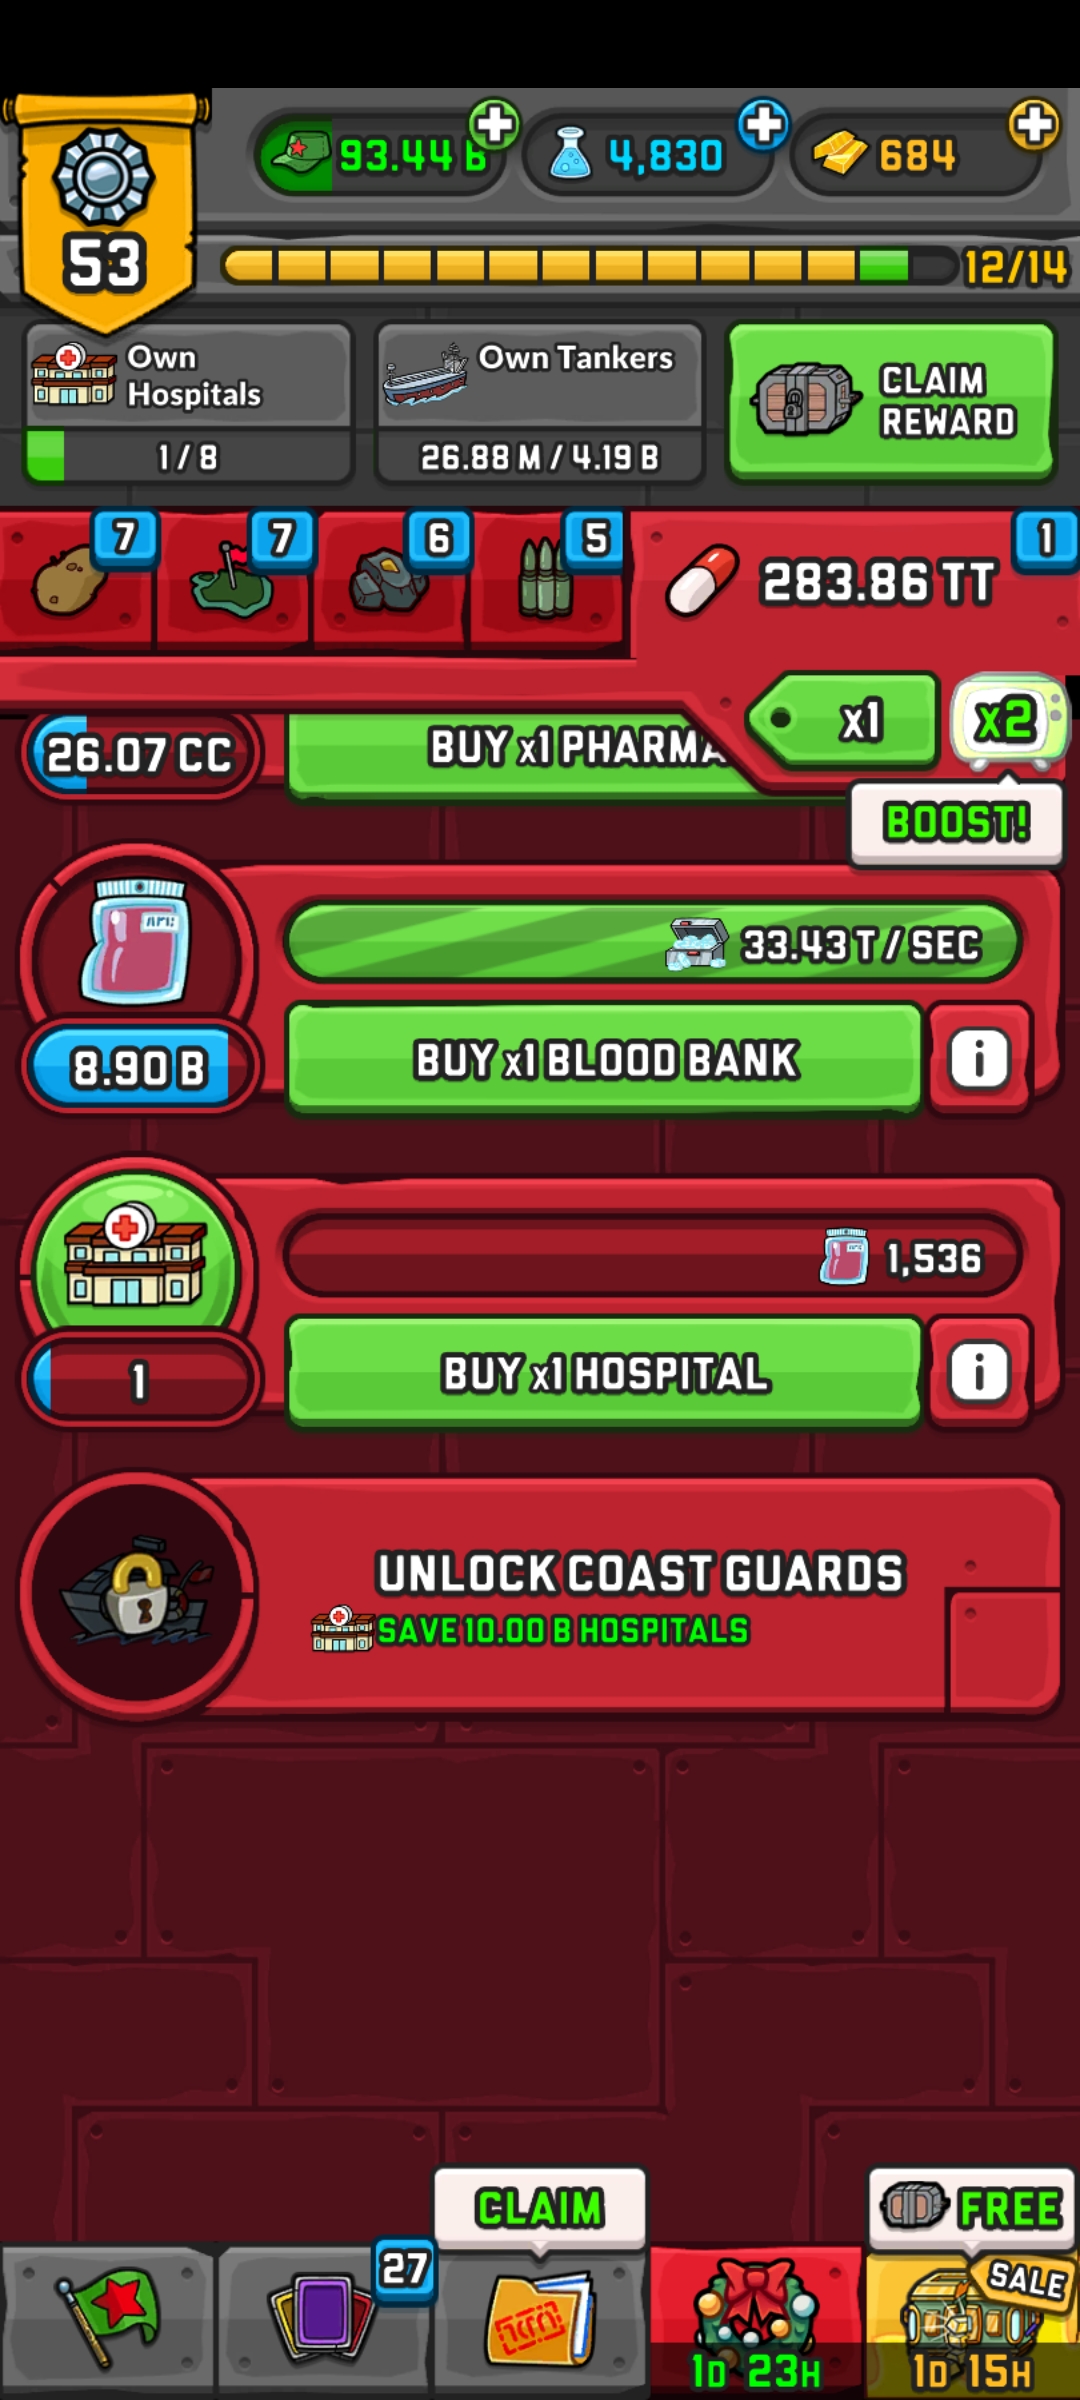 53
93.44 B
4,830
684
12/14
Own
Hospitals
1 / 8
Own Tankers
26.88 M / 4.19 B
CLAIM
REWARD
7
7
6
5
283.86 TT
1
x1
x2
BOOST!
26.07 CC
BUY x1 PHARMA
33.43 T / SEC
8.90 B
BUY x1 BLOOD BANK
i
1,536
1
BUY x1 HOSPITAL
i
UNLOCK COAST GUARDS
SAVE 10.00 B HOSPITALS
CLAIM
FREE
27
SALE
1D 23H
1D 15H